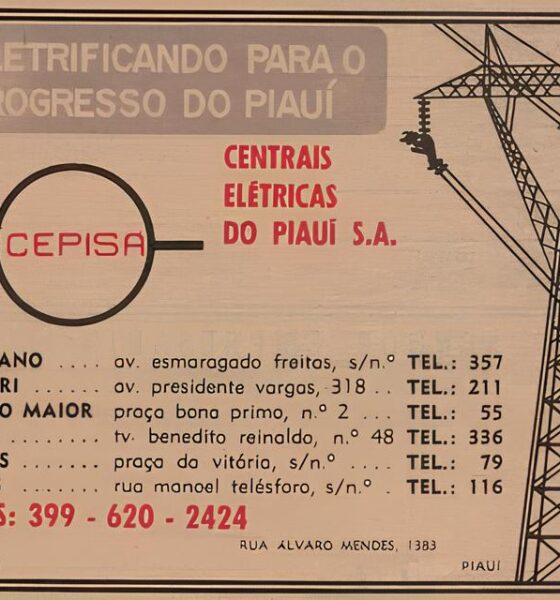 LETRIFICANDO PARA O
ROGRESSO DO PIAUÍ
CENTRAIS
ELÉTRICAS
DO PIAUÍ S.A.
CEPISA
ANO .... av. esmaragado freitas, s/n.º TEL.: 357
RI ...... av. presidente vargas, 318 .. TEL.: 211
O MAIOR praça bona primo, n.º 2 ... TEL.: 55
........ tv. benedito reinaldo, n.º 48 TEL.: 336
S ....... praça da vitória, s/n.º .... TEL.: 79
....... rua manoel telésforo, s/n.º . TEL.: 116
S: 399 - 620 - 2424
RUA ÁLVARO MENDES, 1383
PIAUÍ